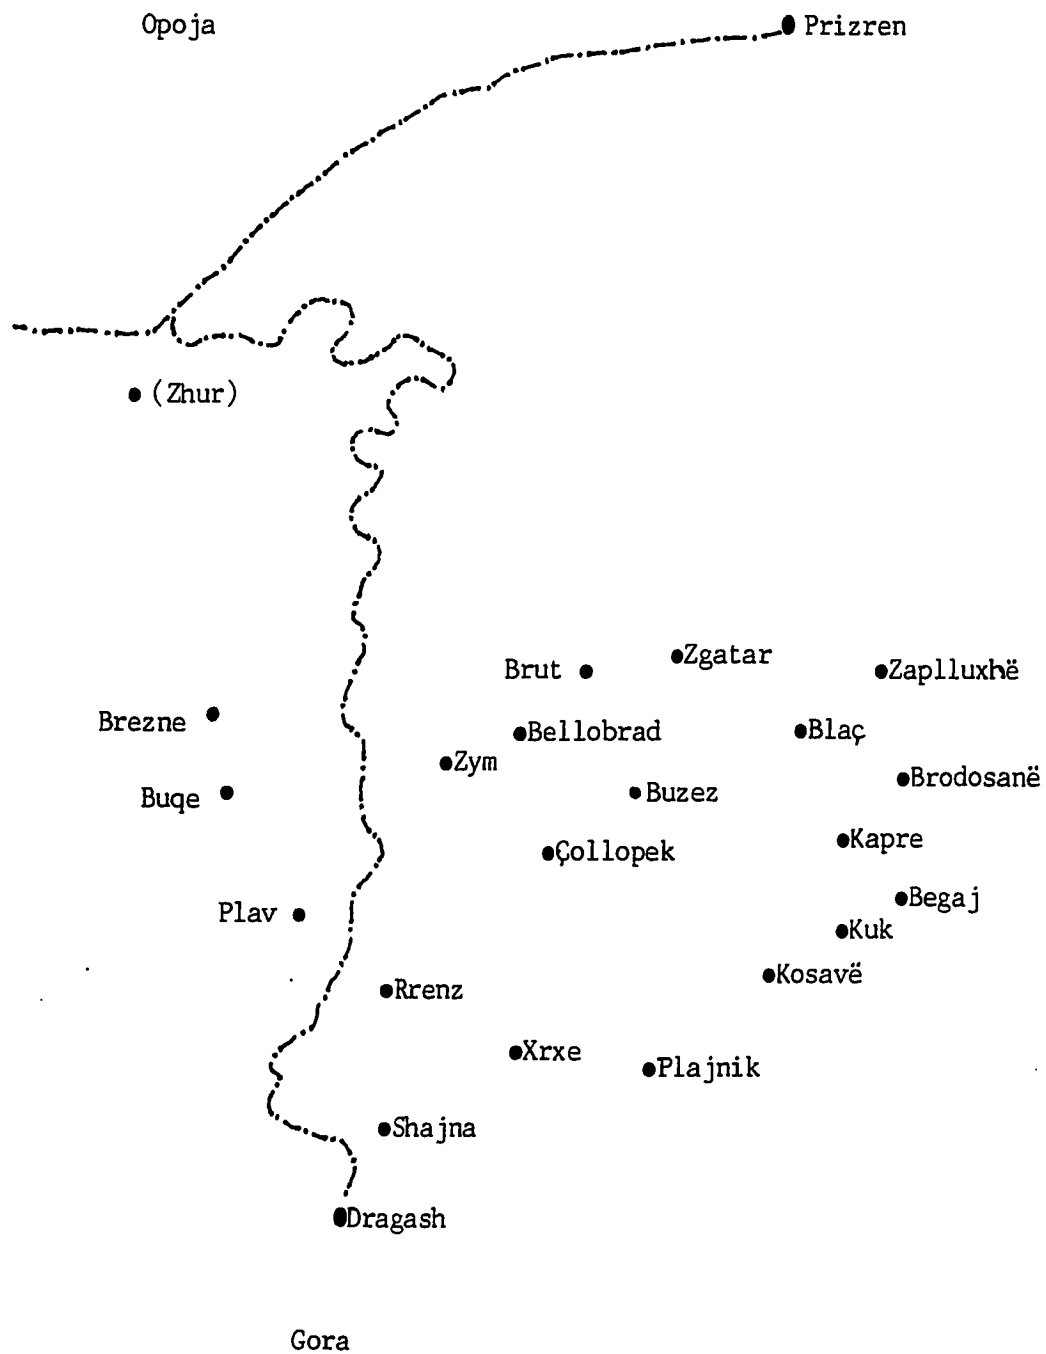 Opoja
Prizren
(Zhur)
Zgatar
Brut
Zaplluxhë
Brezne
Bellobrad
Blaç
Zym
Brodosanë
Buqe
Buzez
Kapre
Çollopek
Begaj
Plav
Kuk
Kosavë
Rrenz
Xrxe
Plajnik
Shajna
Dragash
Gora